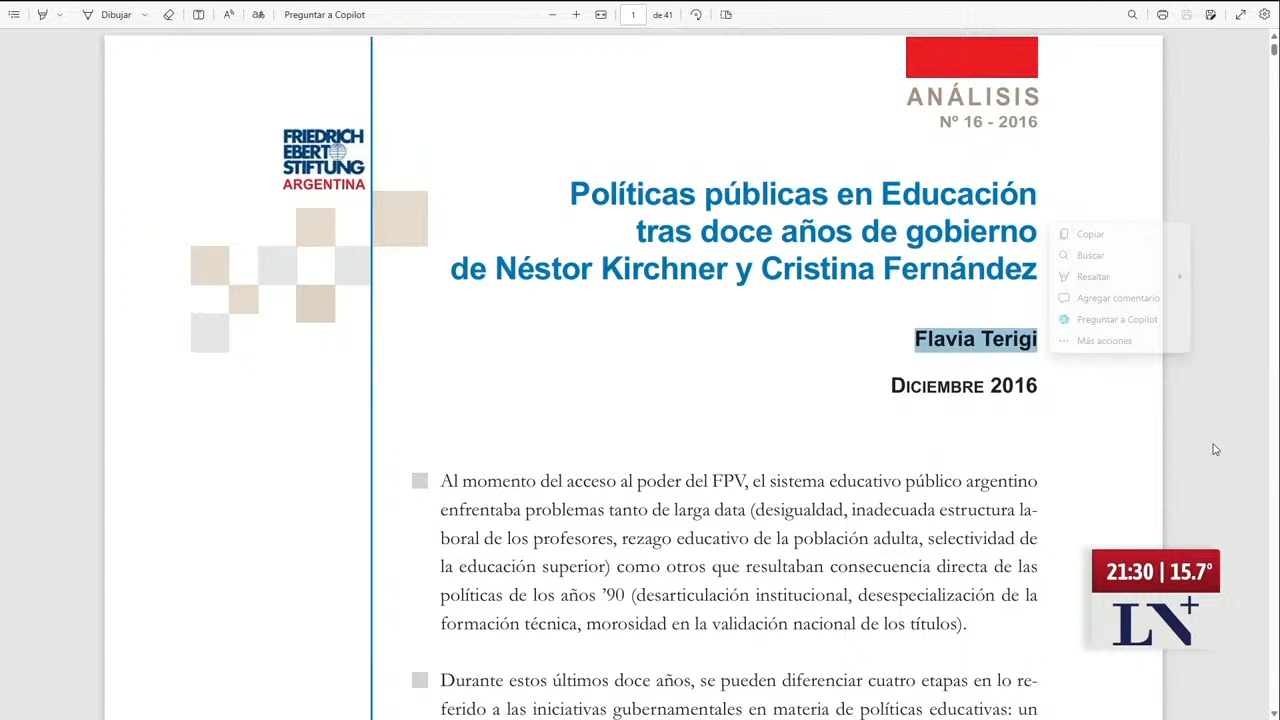 Dibujar
Preguntar a Copilot
1
de 41
ANÁLISIS
Nº 16 - 2016
FRIEDRICH
EBERT
STIFTUNG
ARGENTINA
Políticas públicas en Educación
tras doce años de gobierno
de Néstor Kirchner y Cristina Fernández
Copiar
Buscar
Resaltar
Agregar comentario
Preguntar a Copilot
Más acciones
Flavia Terigi
DICIEMBRE 2016
Al momento del acceso al poder del FPV, el sistema educativo público argentino
enfrentaba problemas tanto de larga data (desigualdad, inadecuada estructura la-
boral de los profesores, rezago educativo de la población adulta, selectividad de
la educación superior) como otros que resultaban consecuencia directa de las
políticas de los años ’90 (desarticulación institucional, desespecialización de la
formación técnica, morosidad en la validación nacional de los títulos).
Durante estos últimos doce años, se pueden diferenciar cuatro etapas en lo re-
ferido a las iniciativas gubernamentales en materia de políticas educativas: un
21:30 | 15.7º
LN+